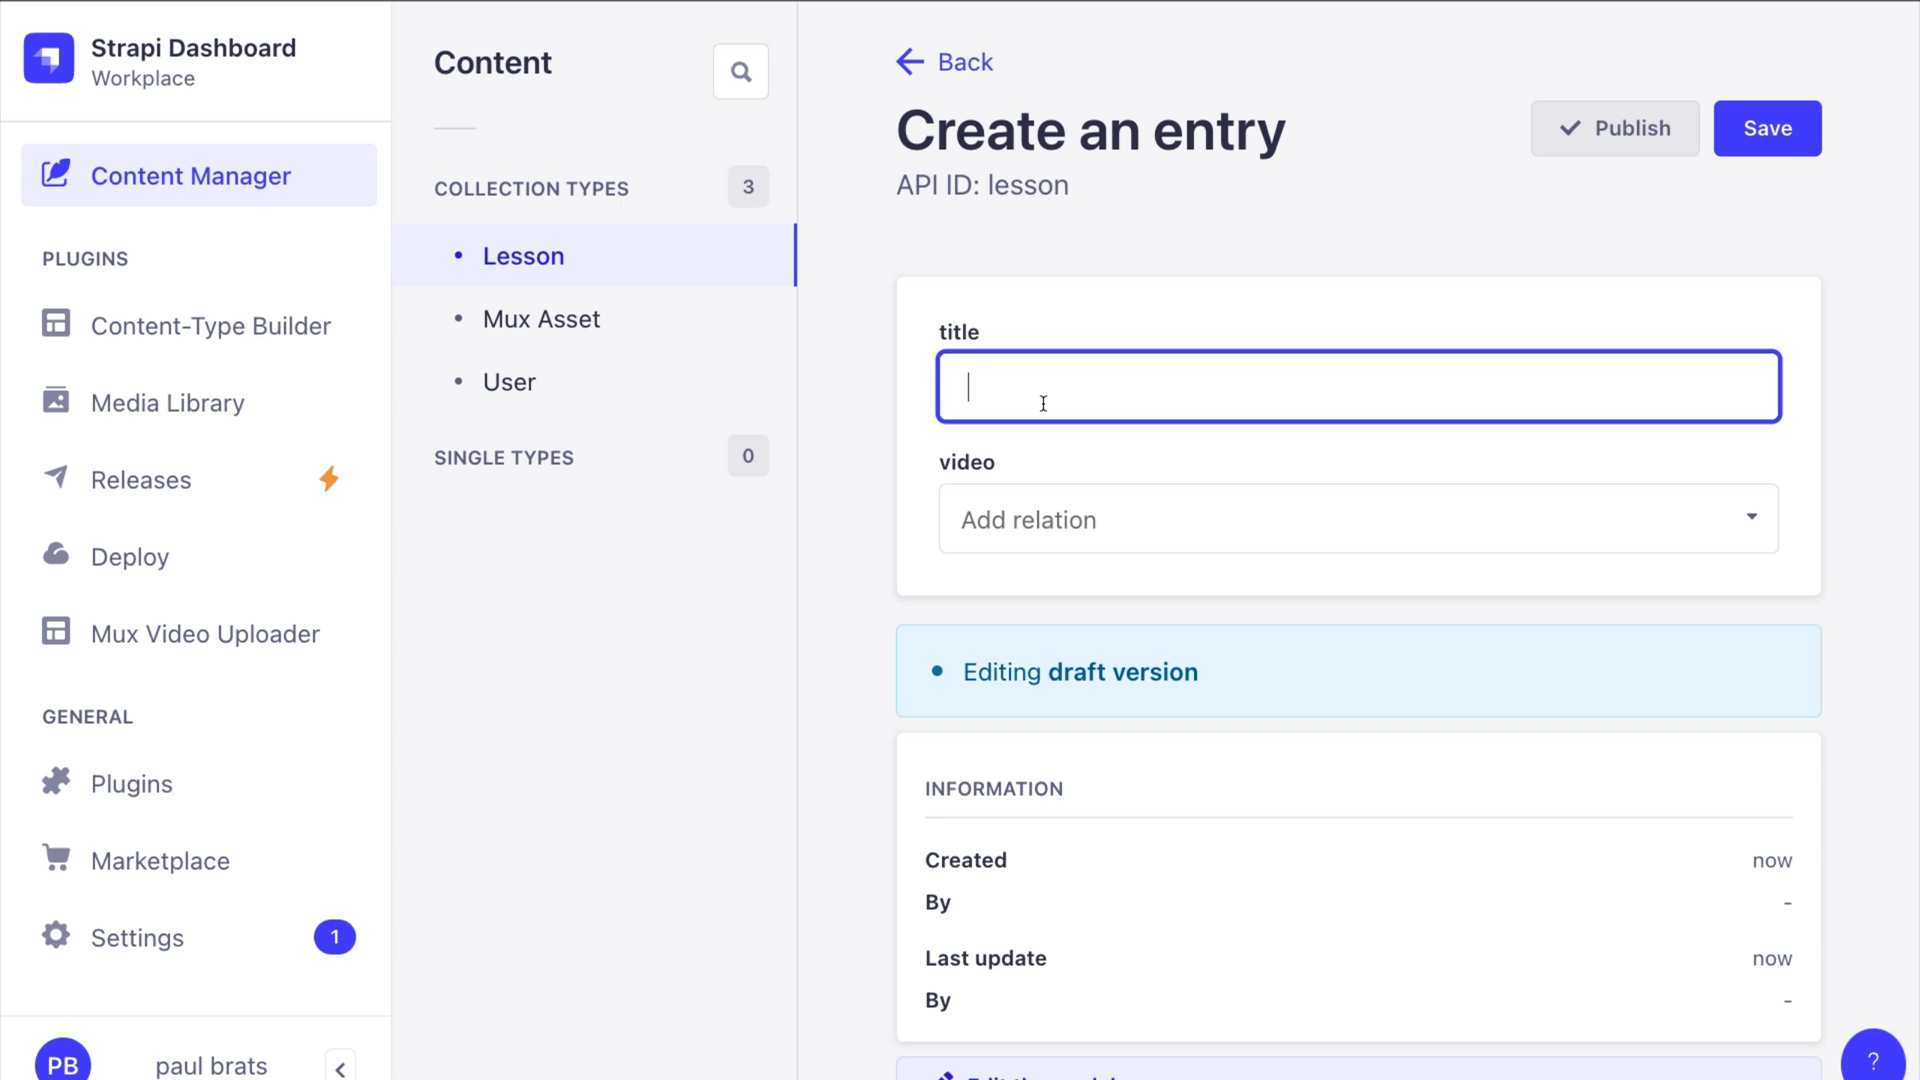 Strapi Dashboard
Workplace
Content Manager
PLUGINS
Content-Type Builder
Media Library
Releases
Deploy
Mux Video Uploader
GENERAL
Plugins
Marketplace
Settings
1
PB
paul brats
Content
COLLECTION TYPES
3
Lesson
Mux Asset
User
SINGLE TYPES
0
Back
Create an entry
API ID: lesson
Publish
Save
title
video
Add relation
Editing draft version
INFORMATION
Created now
By -
Last update now
By -
?